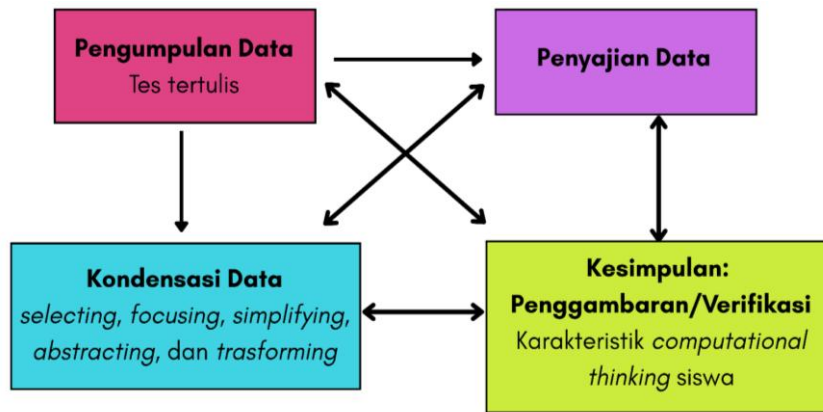 Pengumpulan Data
Tes tertulis
Penyajian Data
Kondensasi Data
selecting, focusing, simplifying,
abstracting, dan trasforming
Kesimpulan:
Penggambaran/Verifikasi
Karakteristik computational
thinking siswa